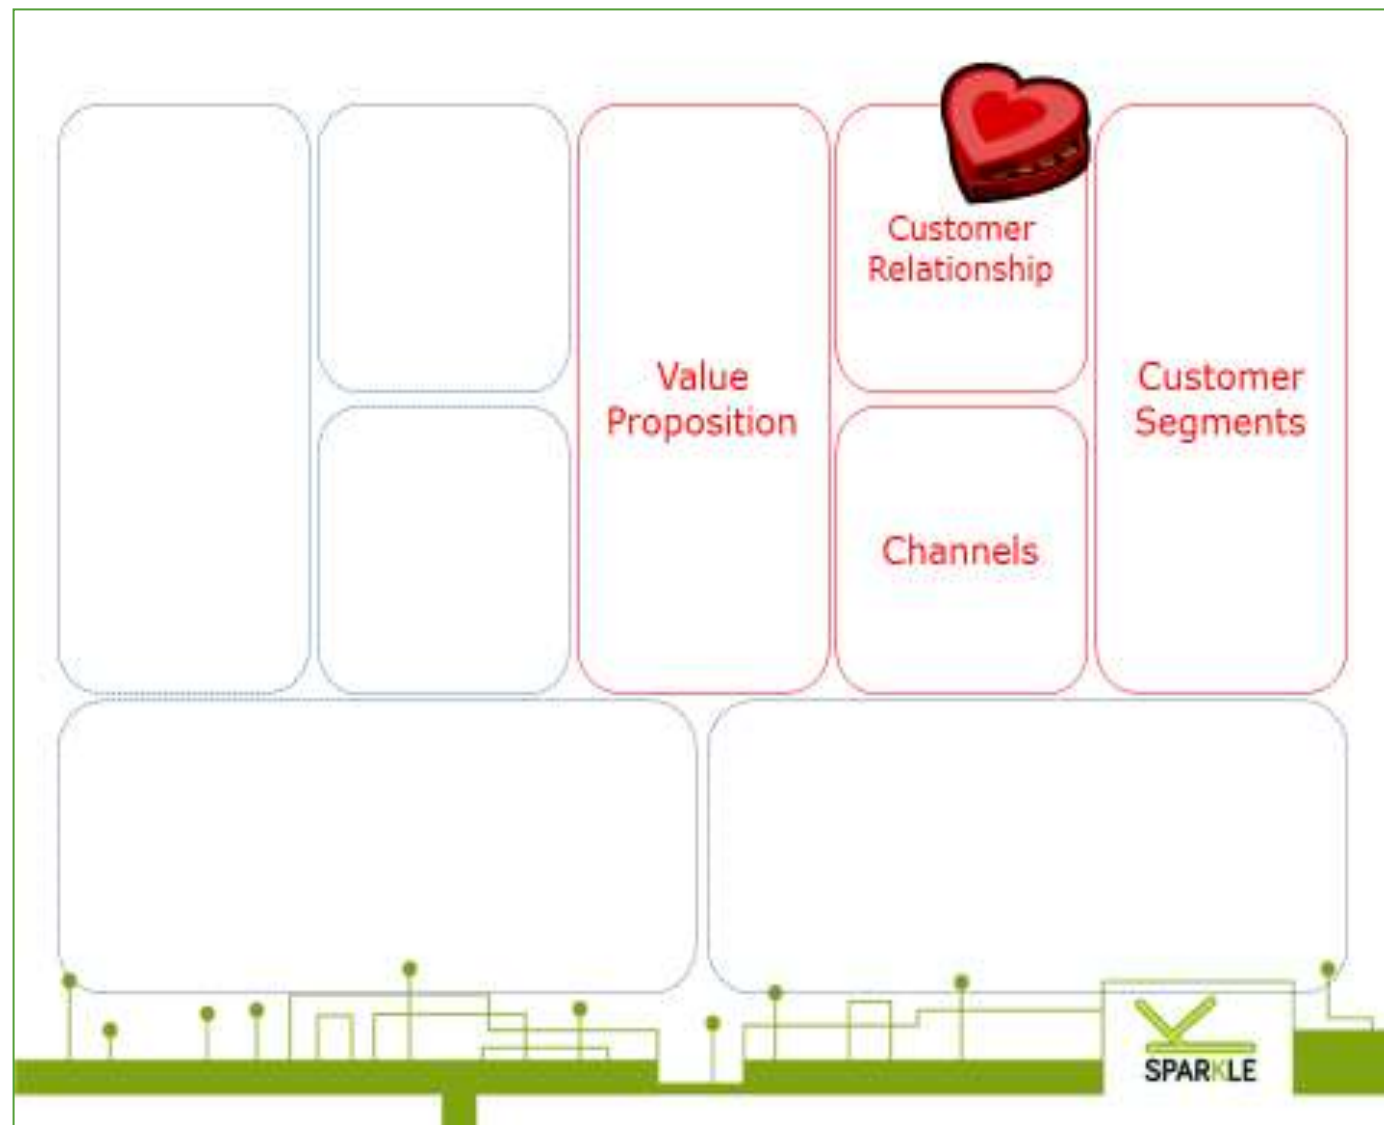 Customer
Relationship
Value
Proposition
Customer
Segments
Channels
SPARKLE